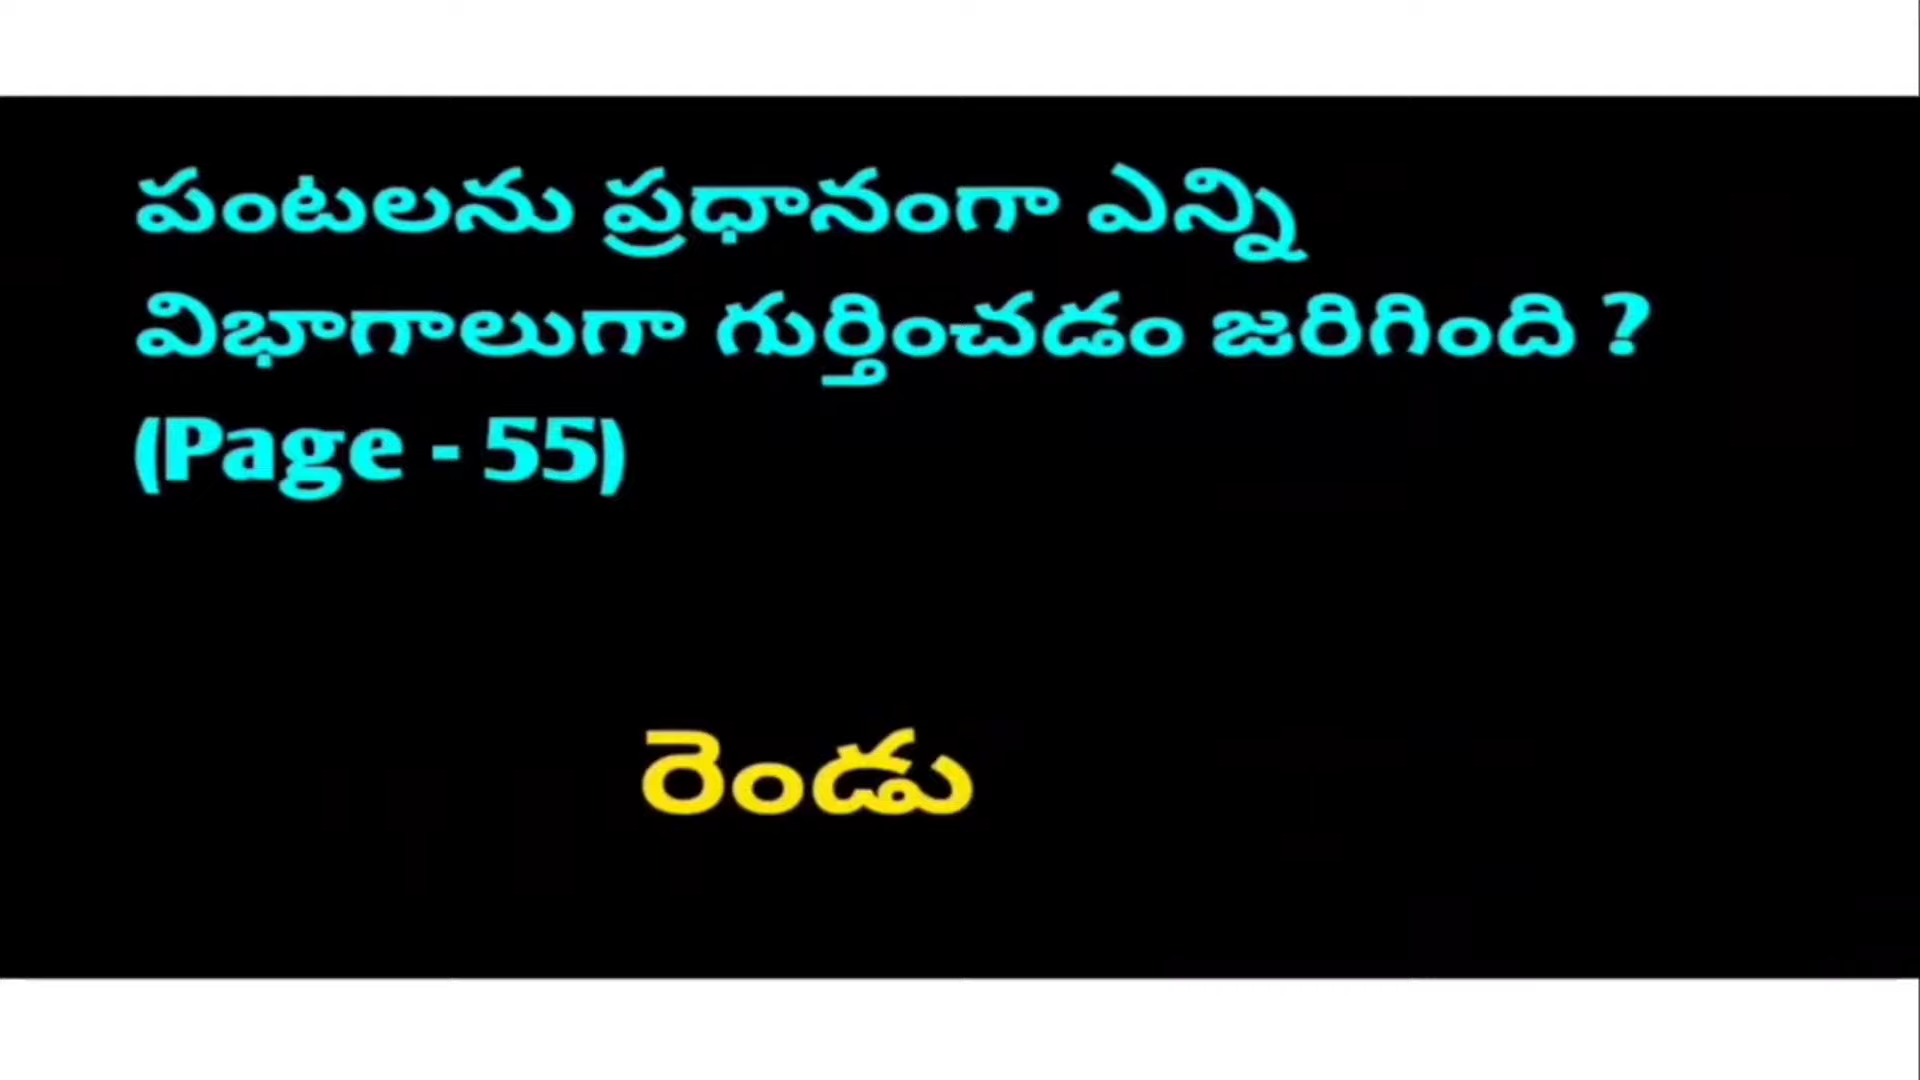 పంటలను ప్రధానంగా ఎన్ని
విభాగాలుగా గుర్తించడం జరిగింది ?
(Page - 55)
రెండు